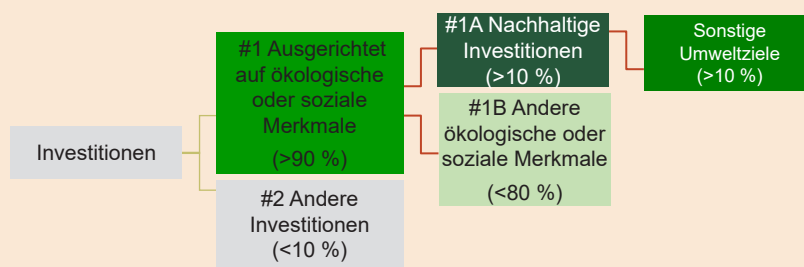 Investitionen
#1 Ausgerichtet
auf ökologische
oder soziale
Merkmale
(>90 %)
#2 Andere
Investitionen
(<10 %)
#1A Nachhaltige
Investitionen
(>10 %)
#1B Andere
ökologische oder
soziale Merkmale
(<80 %)
Sonstige
Umweltziele
(>10 %)